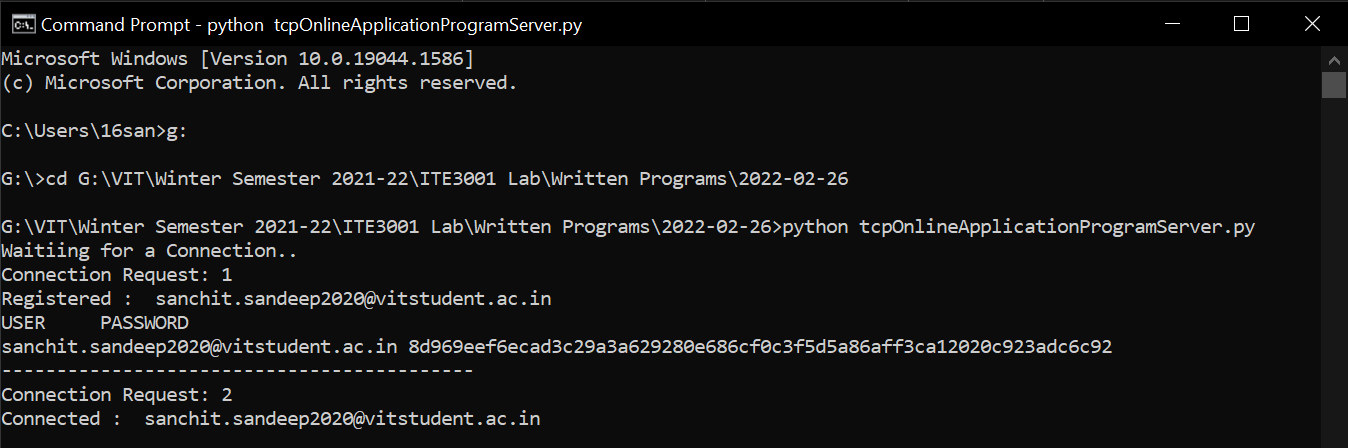 Command Prompt - python  tcpOnlineApplicationProgramServer.py
Microsoft Windows [Version 10.0.19044.1586]
(c) Microsoft Corporation. All rights reserved.
C:\Users\16san>g:
G:\>cd G:\VIT\Winter Semester 2021-22\ITE3001 Lab\Written Programs\2022-02-26
G:\VIT\Winter Semester 2021-22\ITE3001 Lab\Written Programs\2022-02-26>python tcpOnlineApplicationProgramServer.py
Waitiing for a Connection..
Connection Request: 1
Registered :  sanchit.sandeep2020@vitstudent.ac.in
USER     PASSWORD
sanchit.sandeep2020@vitstudent.ac.in 8d969eef6ecad3c29a3a629280e686cf0c3f5d5a86aff3ca12020c923adc6c92
-------------------------------------------
Connection Request: 2
Connected :  sanchit.sandeep2020@vitstudent.ac.in